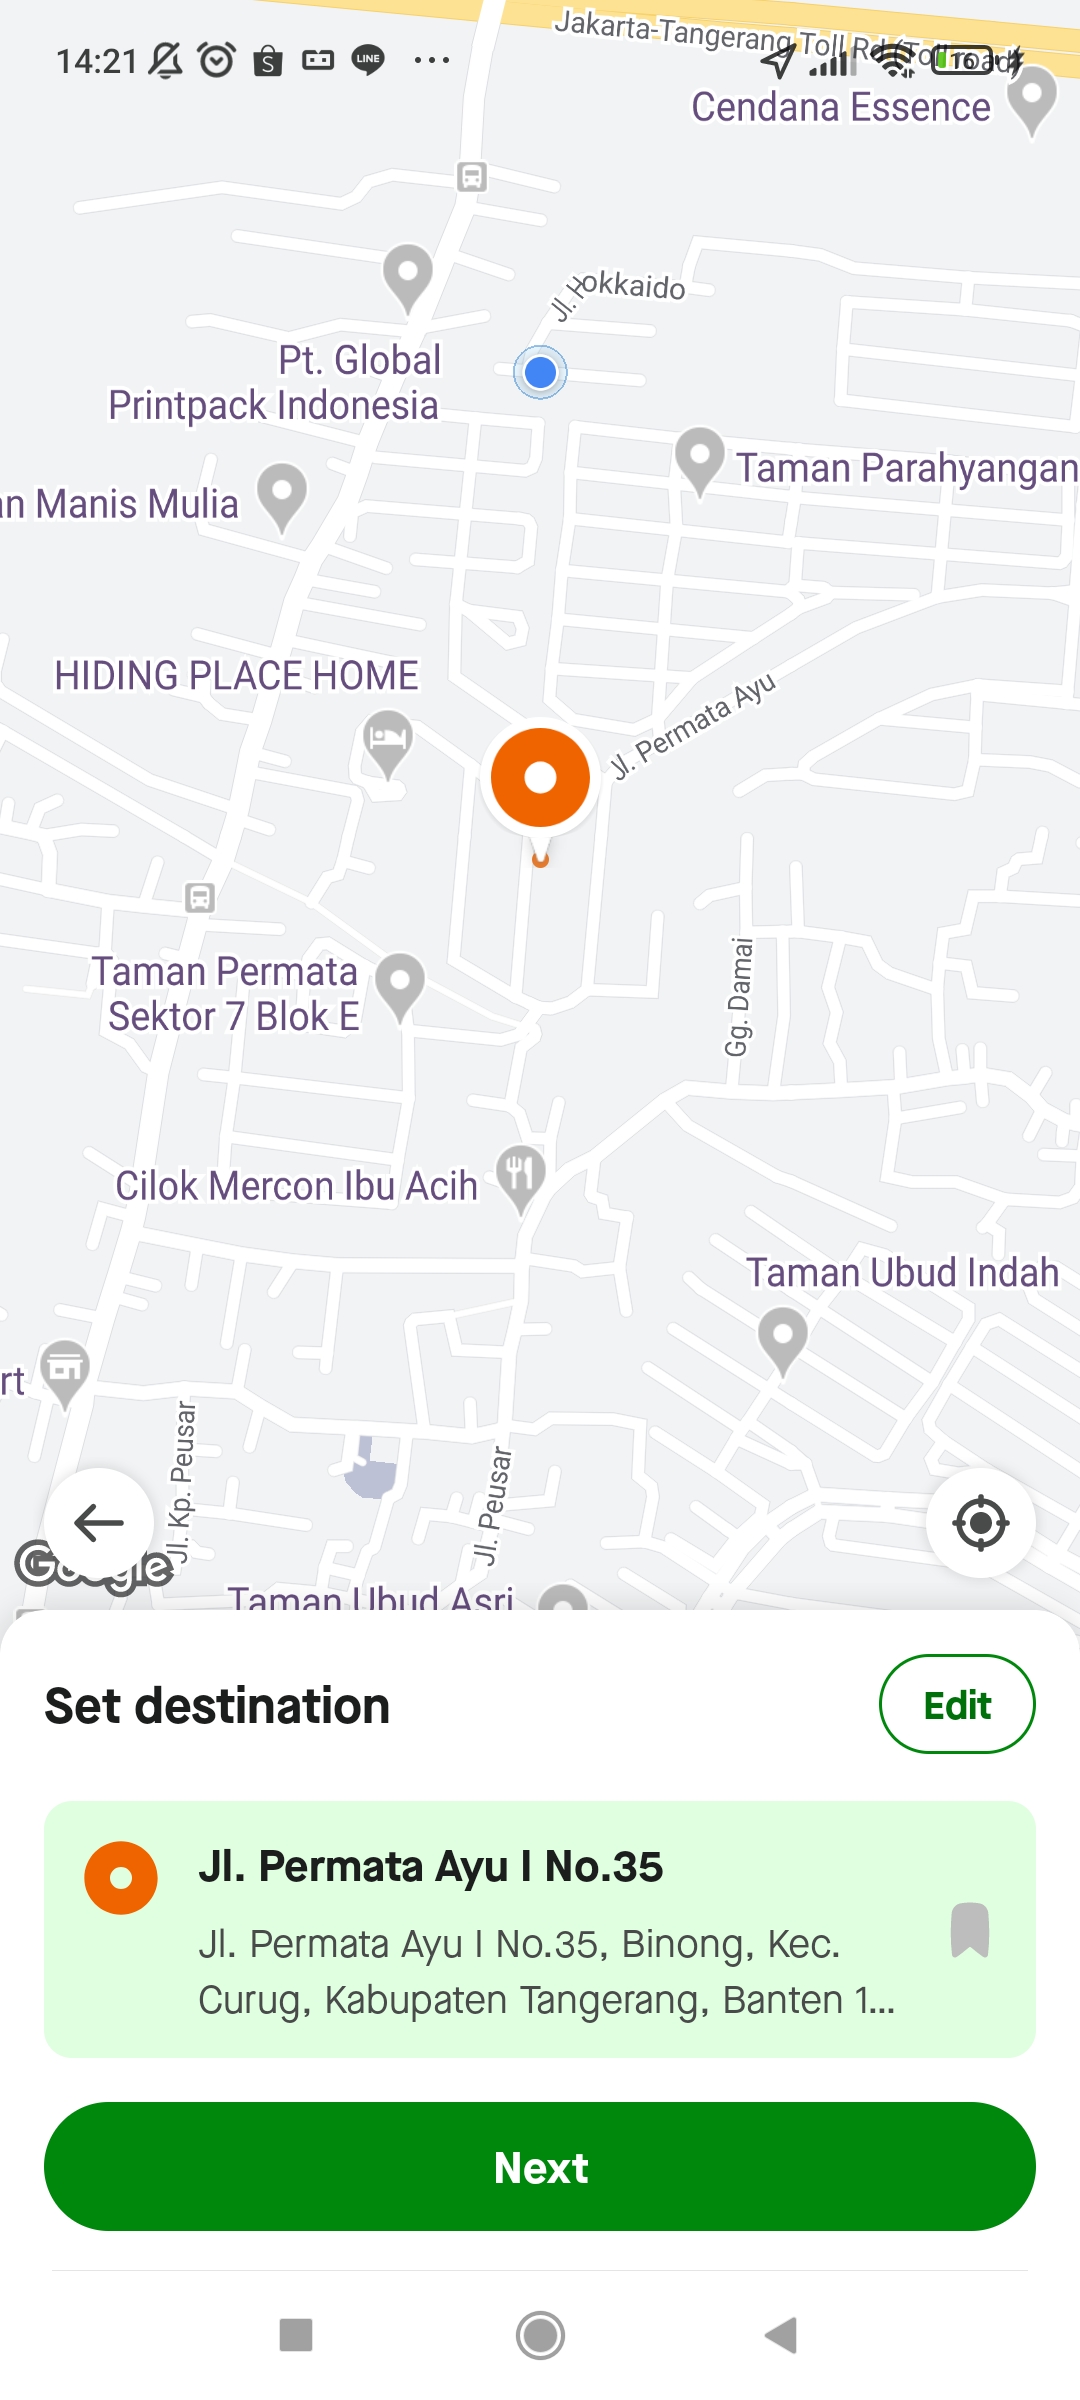 14:21
LINE
16
Jakarta-Tangerang Toll Rd (Toll road)
Cendana Essence
Jl. Hokkaido
Pt. Global
Printpack Indonesia
Taman Parahyangan
an Manis Mulia
HIDING PLACE HOME
Jl. Permata Ayu
Taman Permata
Sektor 7 Blok E
Gg. Damai
Cilok Mercon Ibu Acih
Taman Ubud Indah
rt
Jl. Kp. Peusar
Jl. Peusar
Google
Taman Ubud Asri
Set destination
Edit
Jl. Permata Ayu I No.35
Jl. Permata Ayu I No.35, Binong, Kec.
Curug, Kabupaten Tangerang, Banten 1...
Next